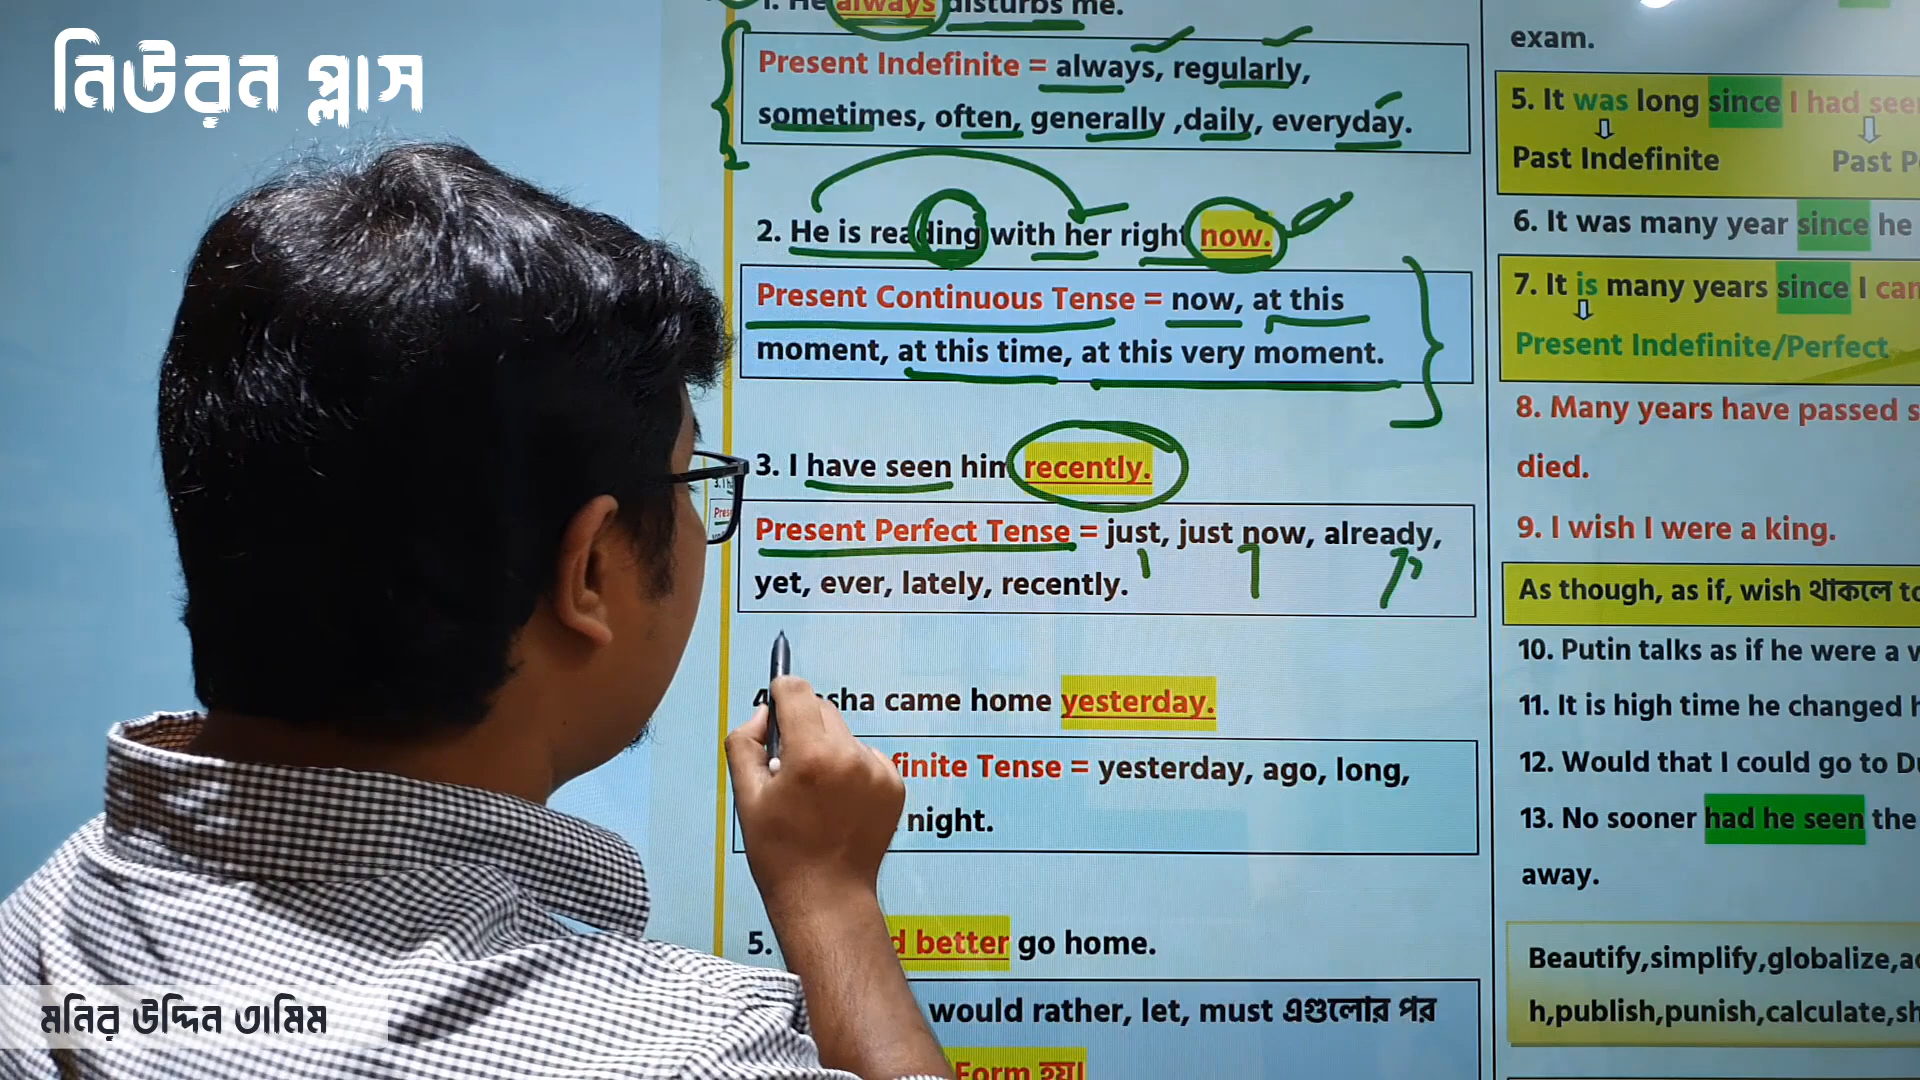 নিউরন প্লাস
1. He always disturbs me.
Present Indefinite = always, regularly,
sometimes, often, generally ,daily, everyday.
2. He is reading with her right now.
Present Continuous Tense = now, at this
moment, at this time, at this very moment.
3. I have seen him recently.
Present Perfect Tense = just, just now, already,
yet, ever, lately, recently.
came home yesterday.
Tense = yesterday, ago, long,
night.
5. better go home.
would rather, let, must এগুলোর পর
Form হয়।
exam.
5. It was long since I had seen
Past Indefinite Past
6. It was many year since he
7. It is many years since I
Present Indefinite/Perfect
8. Many years have passed
died.
9. I wish I were a king.
As though, as if, wish থাকলে
10. Putin talks as if he were a
11. It is high time he changed
12. Would that I could go to
13. No sooner had he seen the
away.
Beautify,simplify,globalize,
h,publish,punish,calculate,
মনির উদ্দিন তামিম